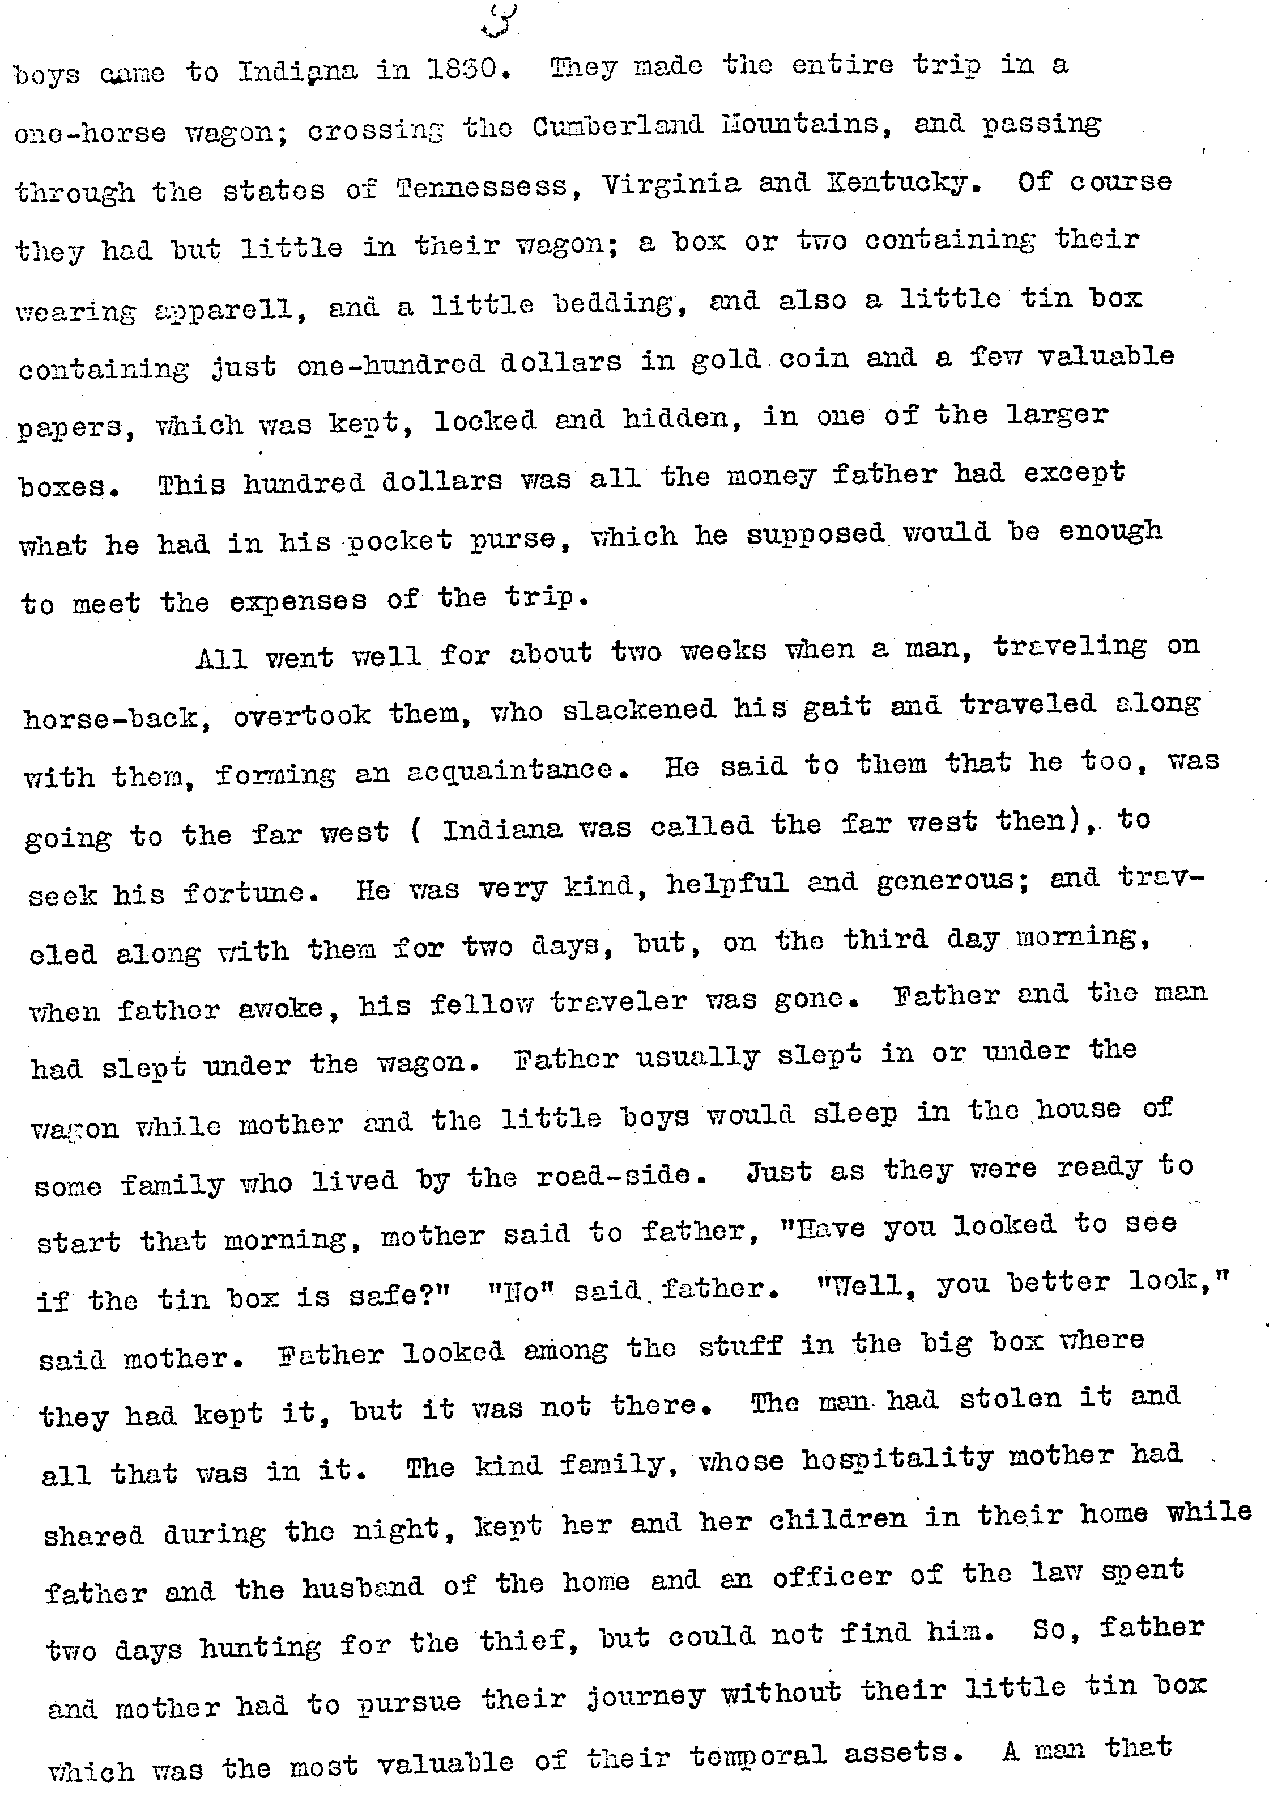 3
boys came to Indiana in 1830. They made the entire trip in a
one-horse wagon; crossing the Cumberland Mountains, and passing
through the states of Tennessess, Virginia and Kentucky. Of course
they had but little in their wagon; a box or two containing their
wearing apparell, and a little bedding, and also a little tin box
containing just one-hundred dollars in gold coin and a few valuable
papers, which was kept, locked and hidden, in one of the larger
boxes. This hundred dollars was all the money father had except
what he had in his pocket purse, which he supposed would be enough
to meet the expenses of the trip.
All went well for about two weeks when a man, traveling on
horse-back, overtook them, who slackened his gait and traveled along
with them, forming an acquaintance. He said to them that he too, was
going to the far west ( Indiana was called the far west then), to
seek his fortune. He was very kind, helpful and generous; and trav-
eled along with them for two days, but, on the third day morning,
when father awoke, his fellow traveler was gone. Father and the man
had slept under the wagon. Father usually slept in or under the
wagon while mother and the little boys would sleep in the house of
some family who lived by the road-side. Just as they were ready to
start that morning, mother said to father, "Have you looked to see
if the tin box is safe?" "No" said father. "Well, you better look,"
said mother. Father looked among the stuff in the big box where
they had kept it, but it was not there. The man had stolen it and
all that was in it. The kind family, whose hospitality mother had
shared during the night, kept her and her children in their home while
father and the husband of the home and an officer of the law spent
two days hunting for the thief, but could not find him. So, father
and mother had to pursue their journey without their little tin box
which was the most valuable of their temporal assets. A man that